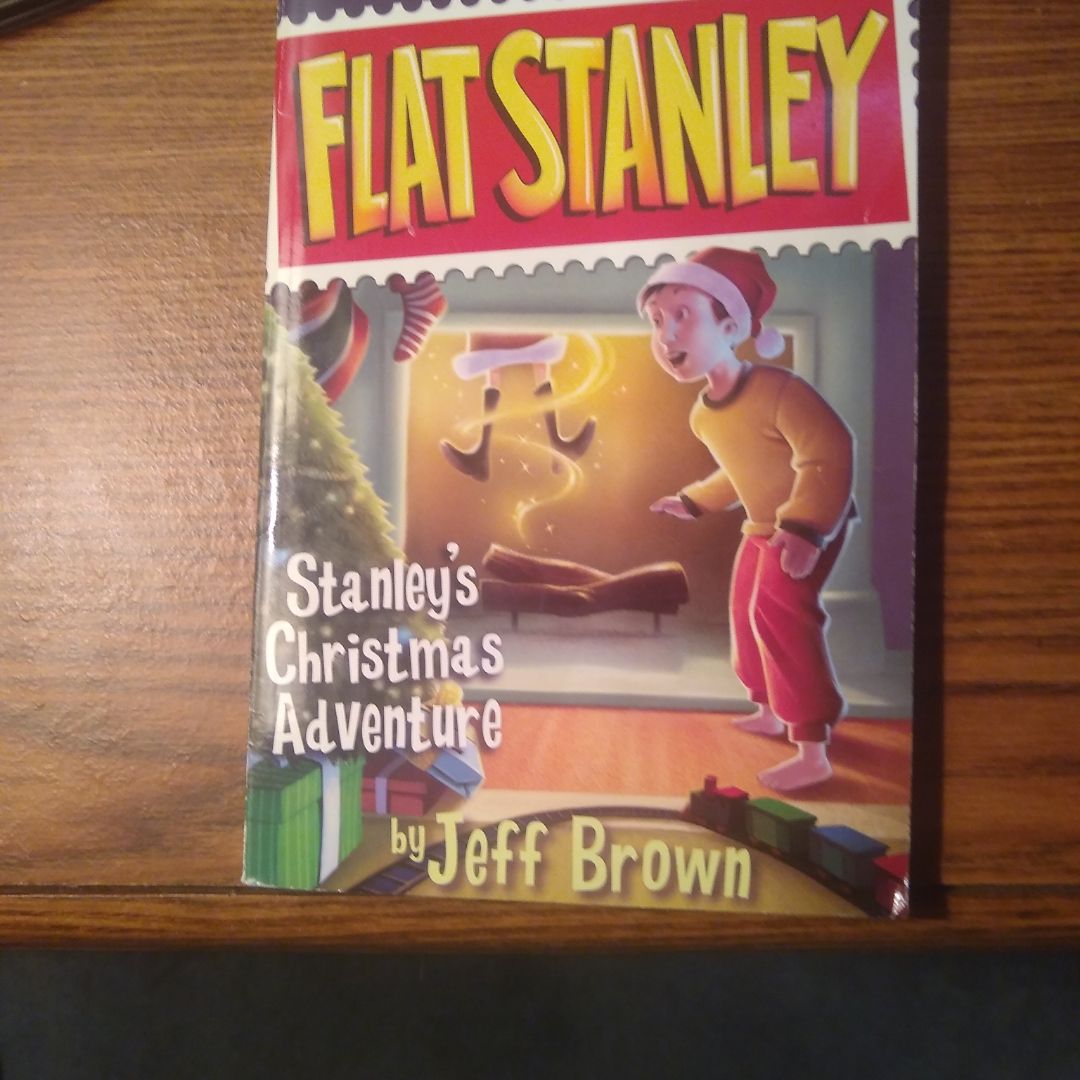 FLAT STANLEY
Stanley's
Christmas
Adventure
by Jeff Brown